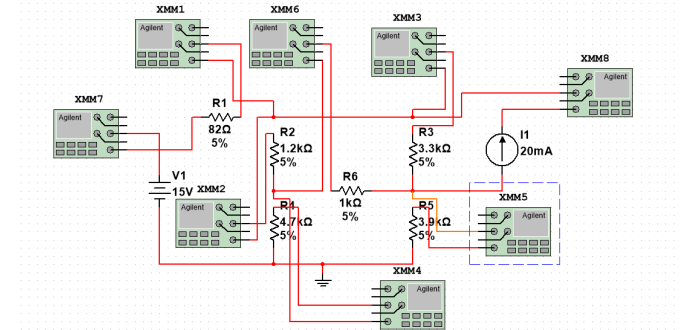 XMM1
XMM6
XMM3
Agilent
Agilent
Agilent
XMM8
Agilent
XMM7
Agilent
R1
82Ω
5%
R2
1.2kΩ
5%
R3
3.3kΩ
5%
I1
20mA
V1
15V
XMM2
Agilent
R6
1kΩ
5%
R4
4.7kΩ
5%
R5
3.9kΩ
5%
XMM5
Agilent
XMM4
Agilent